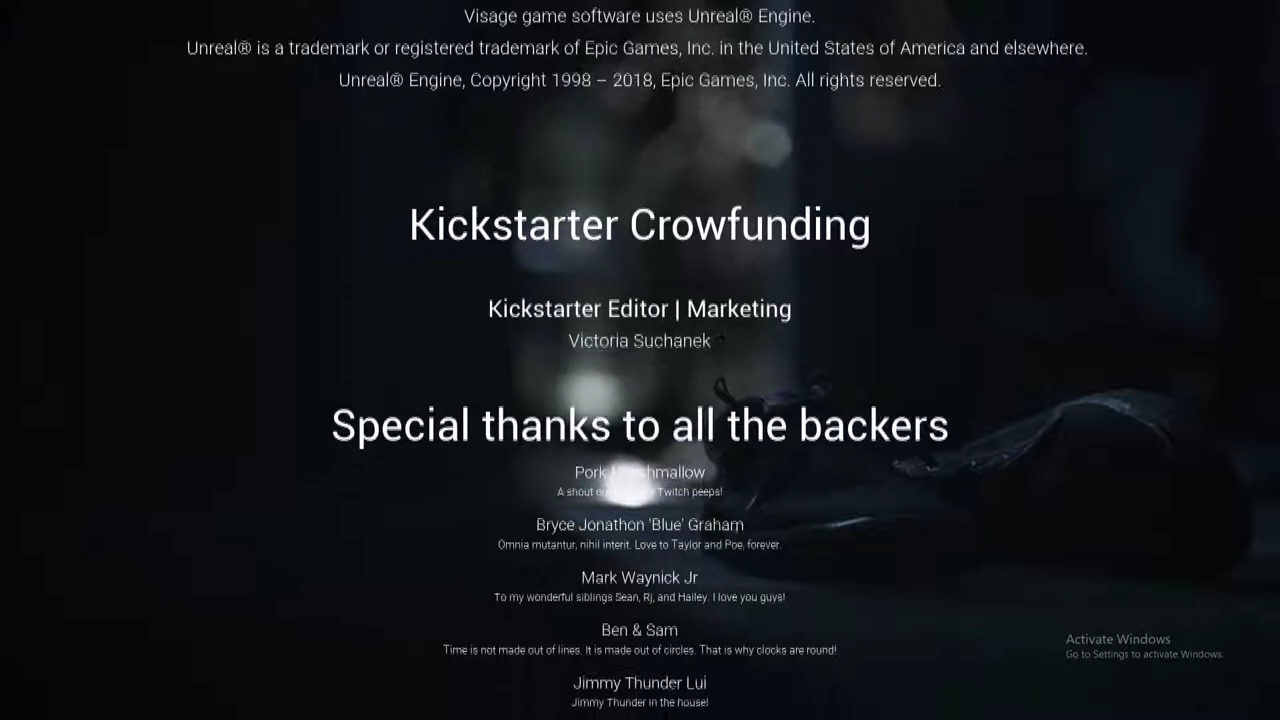 Visage game software uses Unreal® Engine.
Unreal® is a trademark or registered trademark of Epic Games, Inc. in the United States of America and elsewhere.
Unreal® Engine, Copyright 1998 – 2018, Epic Games, Inc. All rights reserved.
Kickstarter Crowfunding
Kickstarter Editor | Marketing
Victoria Suchanek
Special thanks to all the backers
Pork
A shout Twitch peeps!
Bryce Jonathon 'Blue' Graham
Omnia mutantur, nihil interit. Love to Taylor and Poe, forever.
Mark Waynick Jr
To my wonderful siblings Sean, Rj, and Hailey. I love you guys!
Ben & Sam
Time is not made out of lines. It is made out of circles. That is why clocks are round!
Jimmy Thunder Lui
Jimmy Thunder in the house!
Activate Windows
Go to Settings to activate Windows.